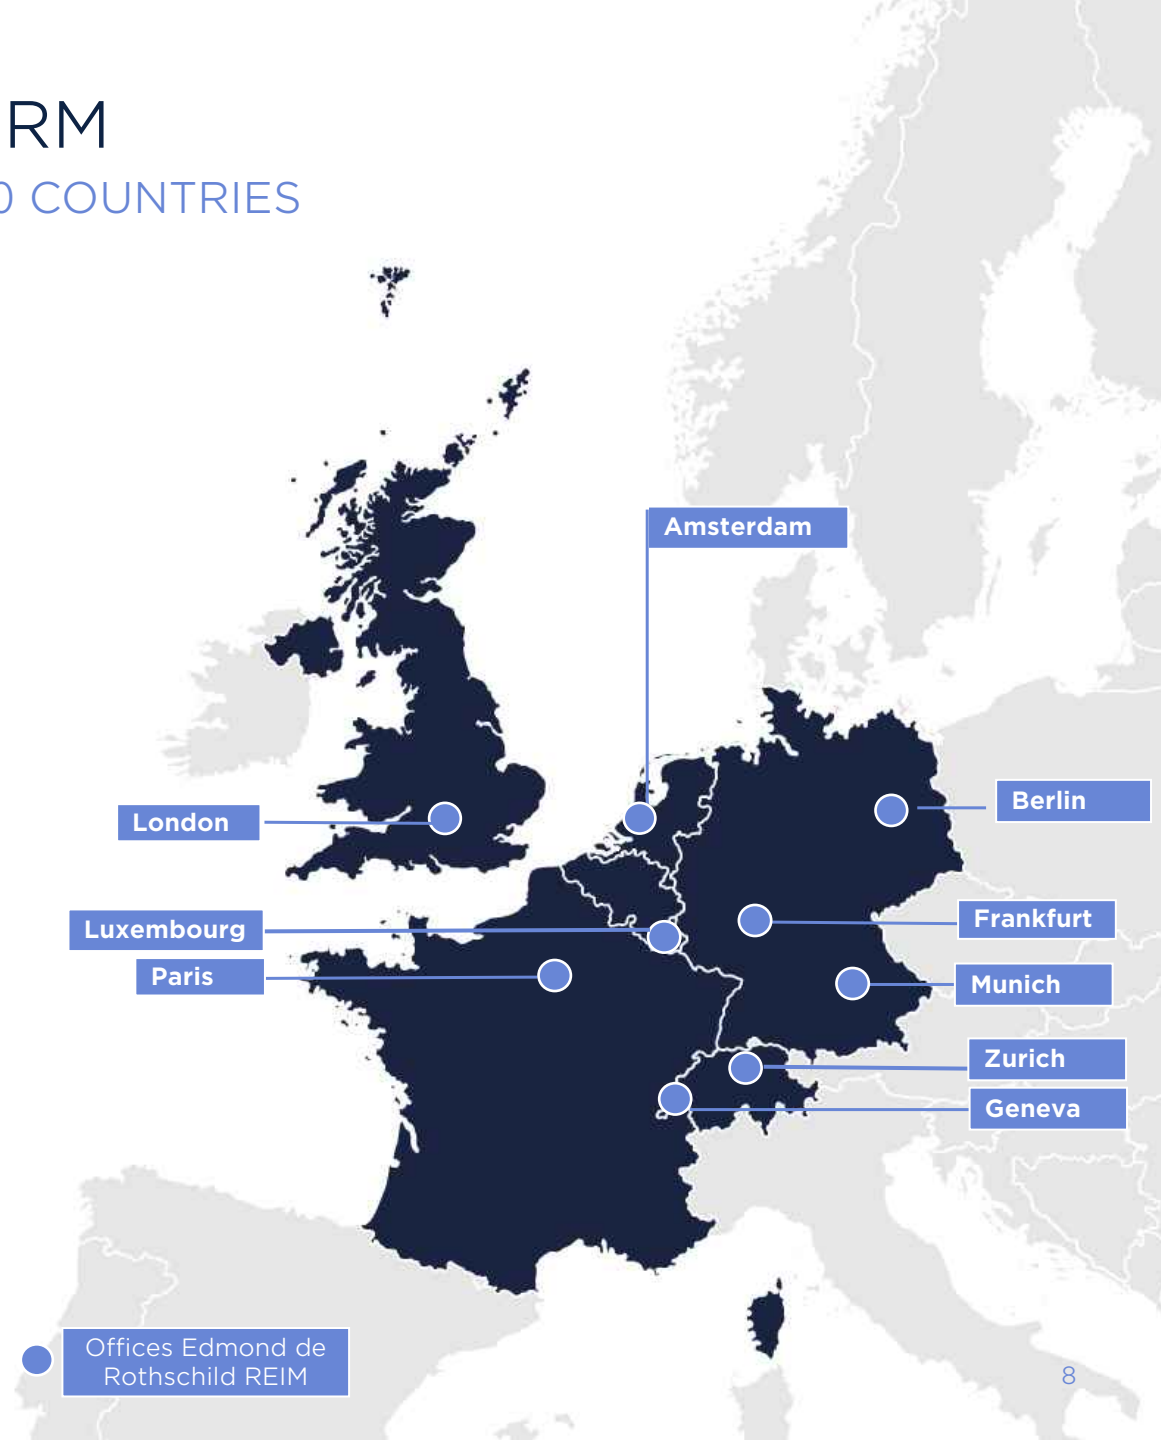 RM
0 COUNTRIES
Amsterdam
Berlin
London
Frankfurt
Luxembourg
Paris
Munich
Zurich
Geneva
Offices Edmond de
Rothschild REIM
8